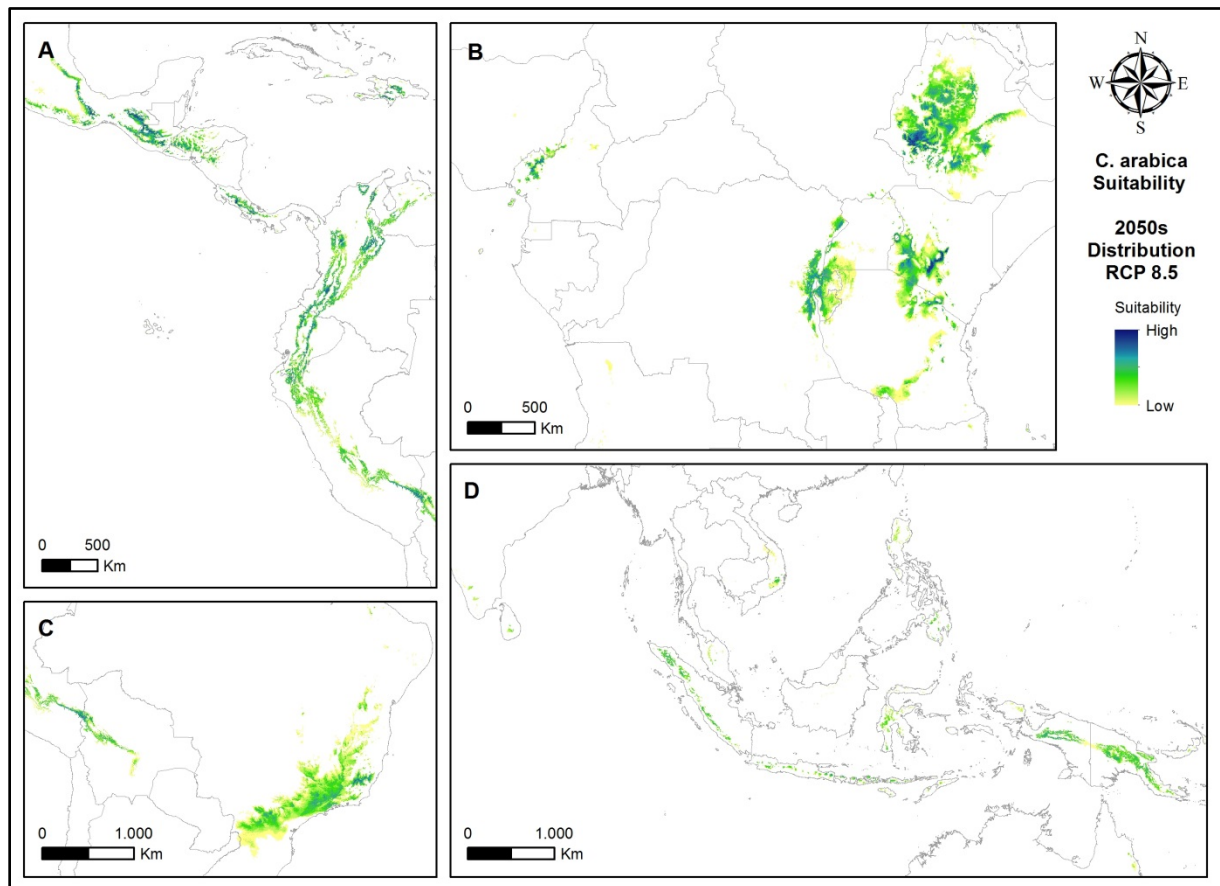 A
0 500
Km
B
0 500
Km
N
W E
S
C. arabica
Suitability
2050s
Distribution
RCP 8.5
Suitability
High
Low
C
0 1.000
Km
D
0 1.000
Km